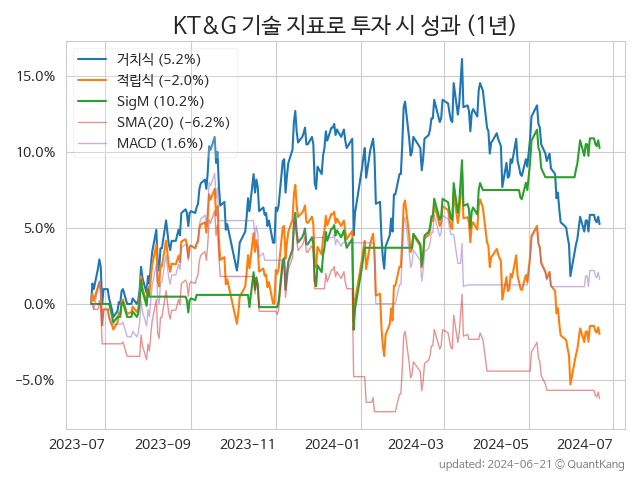 KT&G 기술 지표로 투자 시 성과 (1년)
거치식 (5.2%)
적립식 (−2.0%)
SigM (10.2%)
SMA(20) (−6.2%)
MACD (1.6%)
15.0%
10.0%
5.0%
0.0%
−5.0%
2023-07 2023-09 2023-11 2024-01 2024-03 2024-05 2024-07
updated: 2024-06-21 © QuantKang